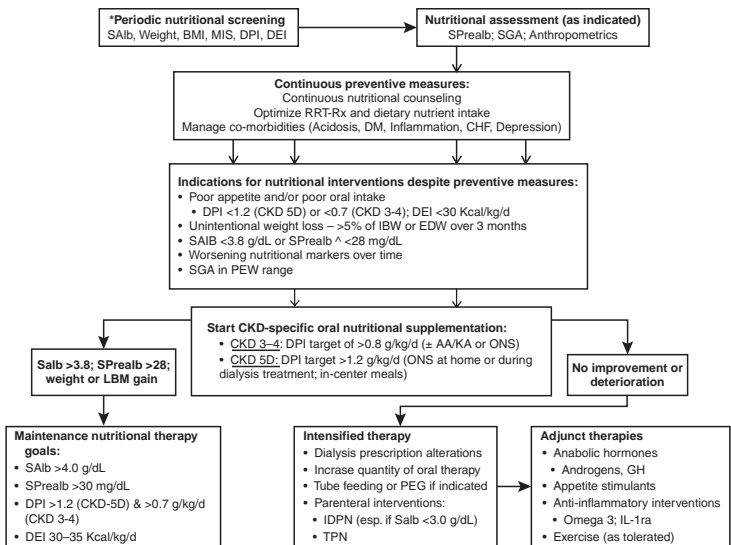 *Periodic nutritional screening
SAlb, Weight, BMI, MIS, DPI, DEI
Nutritional assessment (as indicated)
SPrealb; SGA; Anthropometrics
Continuous preventive measures:
Continuous nutritional counseling
Optimize RRT-Rx and dietary nutrient intake
Manage co-morbidities (Acidosis, DM, Inflammation, CHF, Depression)
Indications for nutritional interventions despite preventive measures:
• Poor appetite and/or poor oral intake
• DPI <1.2 (CKD 5D) or <0.7 (CKD 3-4); DEI <30 Kcal/kg/d
• Unintentional weight loss – >5% of IBW or EDW over 3 months
• SAlB <3.8 g/dL or SPrealb ^ <28 mg/dL
• Worsening nutritional markers over time
• SGA in PEW range
Start CKD-specific oral nutritional supplementation:
• CKD 3–4: DPI target of >0.8 g/kg/d (± AA/KA or ONS)
• CKD 5D: DPI target >1.2 g/kg/d (ONS at home or during
dialysis treatment; in-center meals)
Salb >3.8; SPrealb >28;
weight or LBM gain
No improvement or
deterioration
Maintenance nutritional therapy
goals:
• SAlb >4.0 g/dL
• SPrealb >30 mg/dL
• DPI >1.2 (CKD-5D) & >0.7 g/kg/d
(CKD 3-4)
• DEI 30–35 Kcal/kg/d
Intensified therapy
• Dialysis prescription alterations
• Incrase quantity of oral therapy
• Tube feeding or PEG if indicated
• Parenteral interventions:
• IDPN (esp. if Salb <3.0 g/dL)
• TPN
Adjunct therapies
• Anabolic hormones
• Androgens, GH
• Appetite stimulants
• Anti-inflammatory interventions
• Omega 3; IL-1ra
• Exercise (as tolerated)